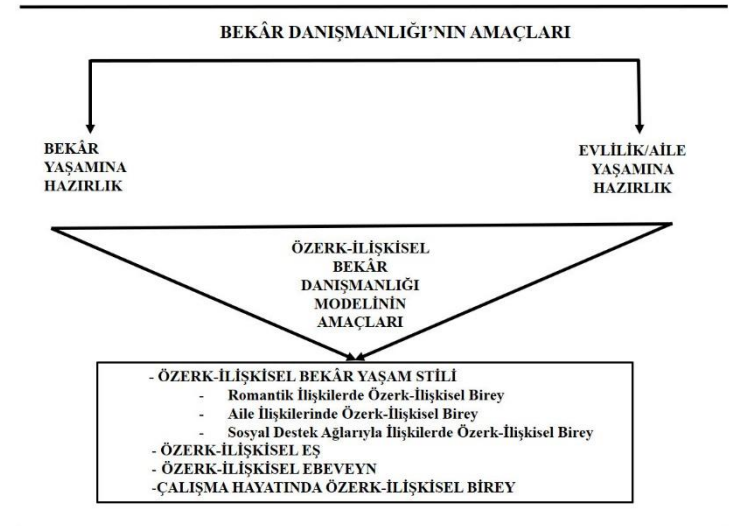 BEKÂR DANIŞMANLIĞI’NIN AMAÇLARI
BEKÂR
YAŞAMINA
HAZIRLIK
EVLİLİK/AİLE
YAŞAMINA
HAZIRLIK
ÖZERK-İLİŞKİSEL
BEKÂR
DANIŞMANLIĞI
MODELİNİN
AMAÇLARI
- ÖZERK-İLİŞKİSEL BEKÂR YAŞAM STİLİ
- Romantik İlişkilerde Özerk-İlişkisel Birey
- Aile İlişkilerinde Özerk-İlişkisel Birey
- Sosyal Destek Ağlarıyla İlişkilerde Özerk-İlişkisel Birey
- ÖZERK-İLİŞKİSEL EŞ
- ÖZERK-İLİŞKİSEL EBEVEYN
-ÇALIŞMA HAYATINDA ÖZERK-İLİŞKİSEL BİREY